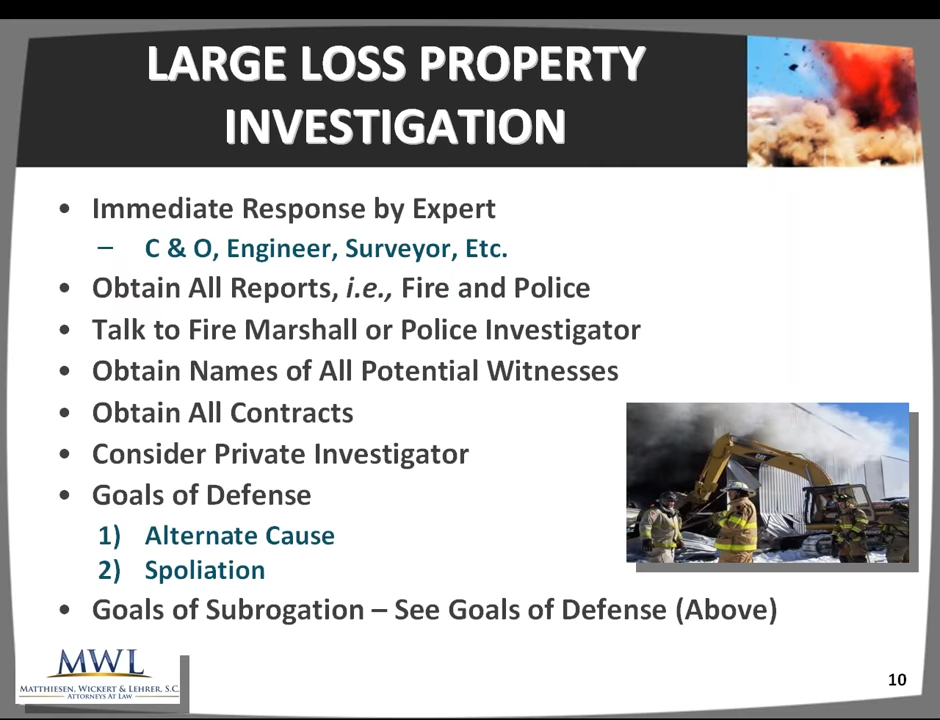 LARGE LOSS PROPERTY
INVESTIGATION
• Immediate Response by Expert
– C & O, Engineer, Surveyor, Etc.
• Obtain All Reports, i.e., Fire and Police
• Talk to Fire Marshall or Police Investigator
• Obtain Names of All Potential Witnesses
• Obtain All Contracts
• Consider Private Investigator
• Goals of Defense
1) Alternate Cause
2) Spoliation
• Goals of Subrogation – See Goals of Defense (Above)
CAT
MWL
MATTHIESEN, WICKERT & LEHRER, S.C.
ATTORNEYS AT LAW
10